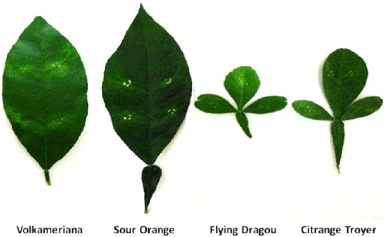 Volkameriana
Sour Orange
Flying Dragou
Citrange Troyer